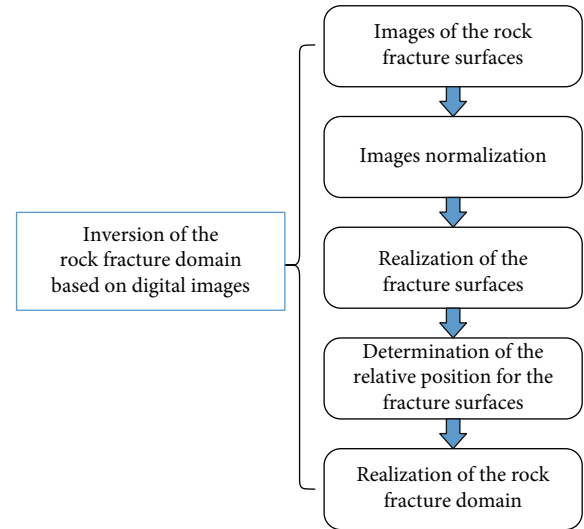 Images of the rock
fracture surfaces
Images normalization
Inversion of the
rock fracture domain
based on digital images
Realization of the
fracture surfaces
Determination of the
relative position for the
fracture surfaces
Realization of the rock
fracture domain